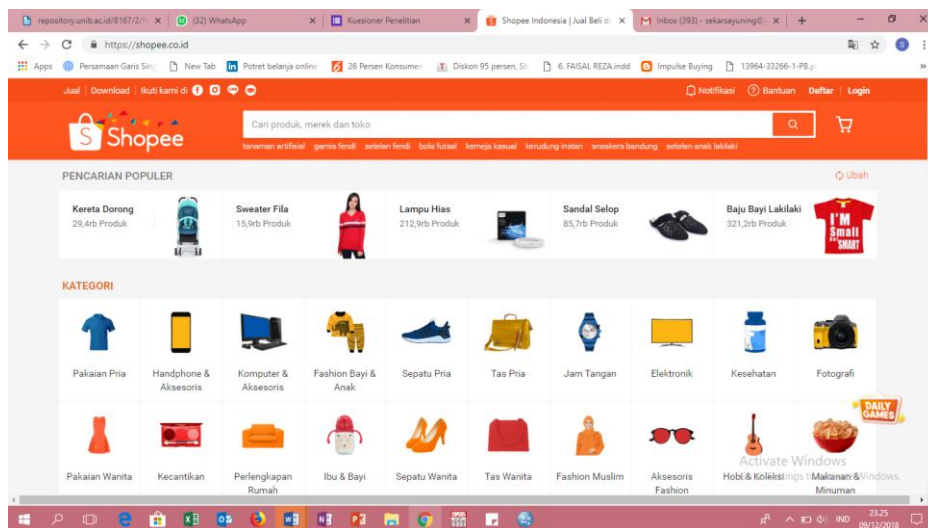 repository.unib.ac.id/8167/2/
(32) WhatsApp
Kuesioner Penelitian
Shopee Indonesia | Jual Beli di
Inbox (393) - sekarsayuning@
https://shopee.co.id
Apps
Persamaan Garis Sing
New Tab
Potret belanja online
26 Persen Konsumen
Diskon 95 persen, Sh
6. FAISAL REZA.indd
Impulse Buying
13964-33266-1-PB.p
Jual | Download | Ikuti kami di
Notifikasi
Bantuan
Daftar | Login
Shopee
Cari produk, merek dan toko
tanaman artifisial gamis fendi setelan fendi bola futsal kemeja kasual kerudung instan sneakers bandung setelan anak lakilaki
PENCARIAN POPULER
Ubah
Kereta Dorong
29,4rb Produk
Sweater Fila
15,9rb Produk
Lampu Hias
212,9rb Produk
Sandal Selop
85,7rb Produk
Baju Bayi Lakilaki
321,2rb Produk
I'M
Small
but
SMART
KATEGORI
Pakaian Pria
Handphone &
Aksesoris
Komputer &
Aksesoris
Fashion Bayi &
Anak
Sepatu Pria
Tas Pria
Jam Tangan
Elektronik
Kesehatan
Fotografi
DAILY
GAMES
Pakaian Wanita
Kecantikan
Perlengkapan
Rumah
Ibu & Bayi
Sepatu Wanita
Tas Wanita
Fashion Muslim
Aksesoris
Fashion
Hobi & Koleksi
Makanan &
Minuman
Activate Windows
IND
23.25
09/12/2018